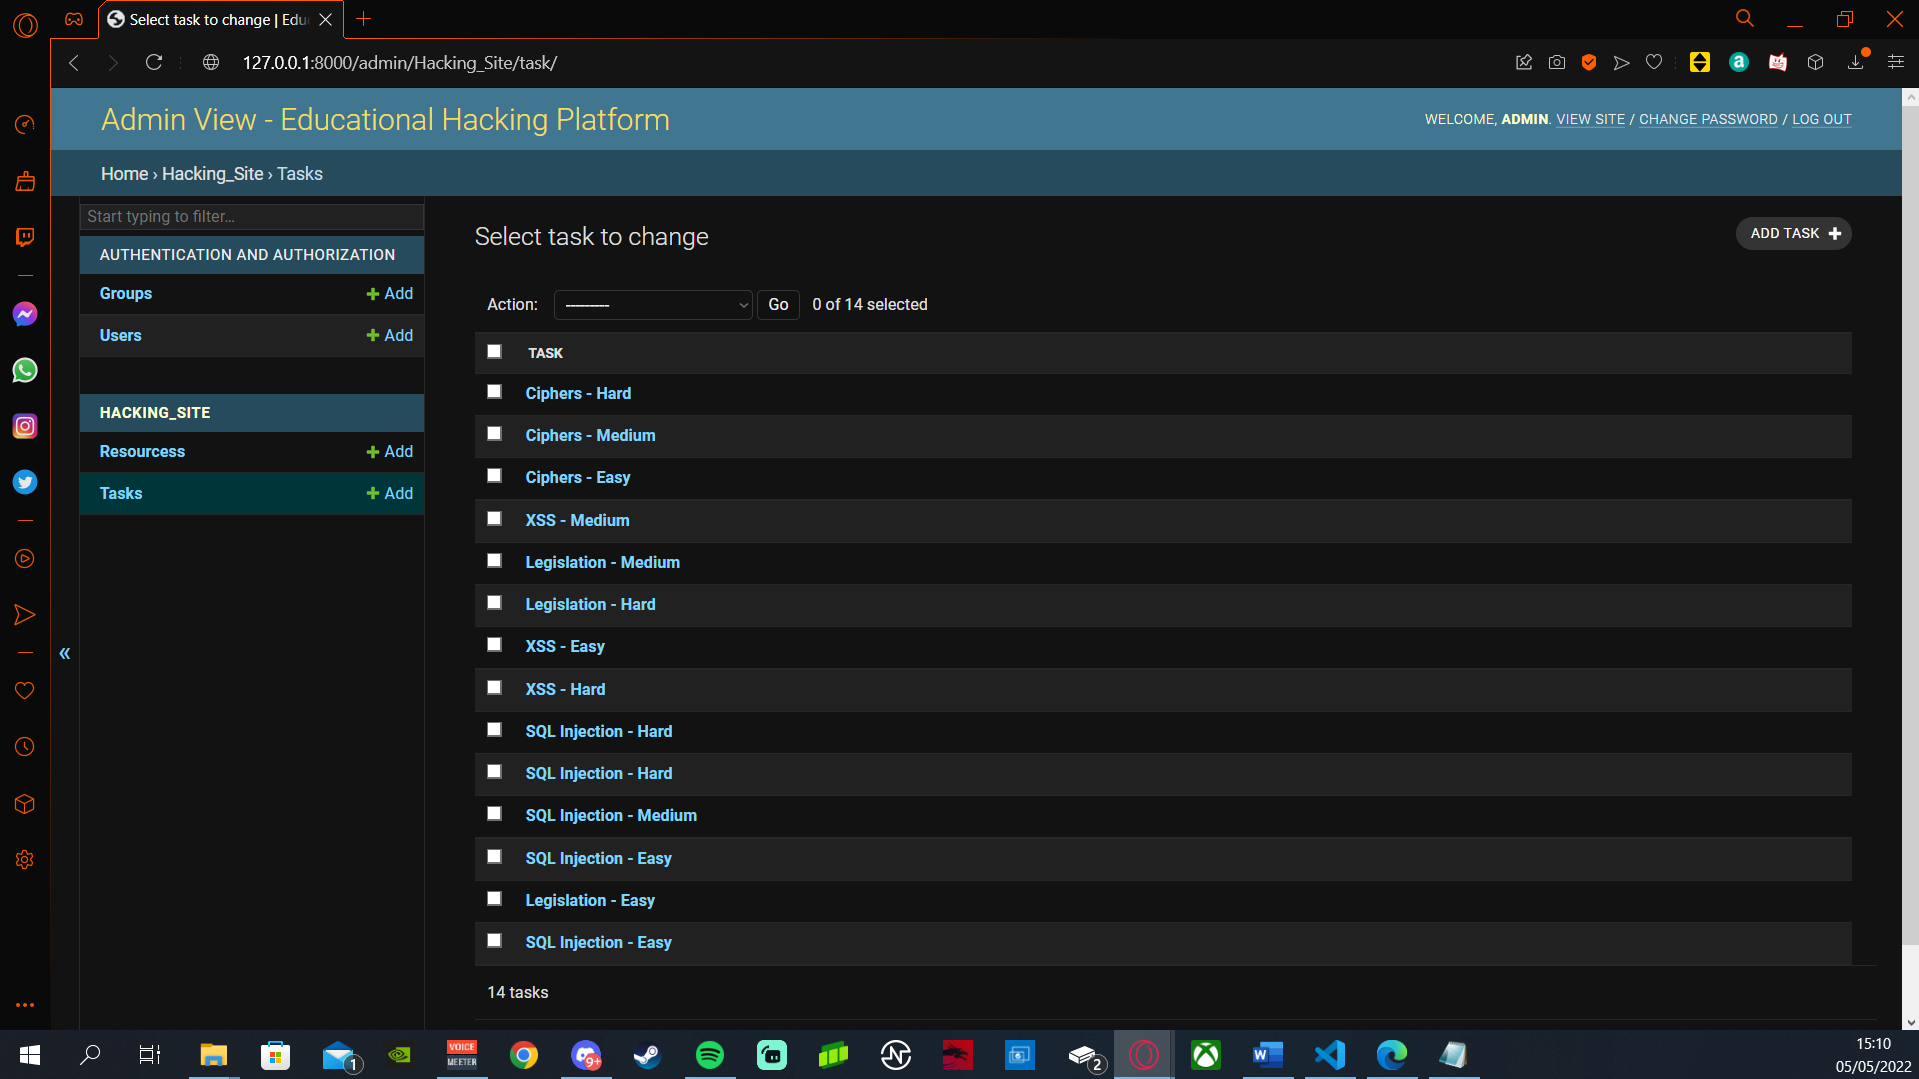 Select task to change | Edu
127.0.0.1:8000/admin/Hacking_Site/task/
Admin View - Educational Hacking Platform
WELCOME, ADMIN. VIEW SITE / CHANGE PASSWORD / LOG OUT
Home › Hacking_Site › Tasks
Start typing to filter...
AUTHENTICATION AND AUTHORIZATION
Groups + Add
Users + Add
HACKING_SITE
Resourcess + Add
Tasks + Add
«
Select task to change
ADD TASK +
Action: --------- Go 0 of 14 selected
TASK
Ciphers - Hard
Ciphers - Medium
Ciphers - Easy
XSS - Medium
Legislation - Medium
Legislation - Hard
XSS - Easy
XSS - Hard
SQL Injection - Hard
SQL Injection - Hard
SQL Injection - Medium
SQL Injection - Easy
Legislation - Easy
SQL Injection - Easy
14 tasks
1
VOICE
MEETER
9+
2
15:10
05/05/2022